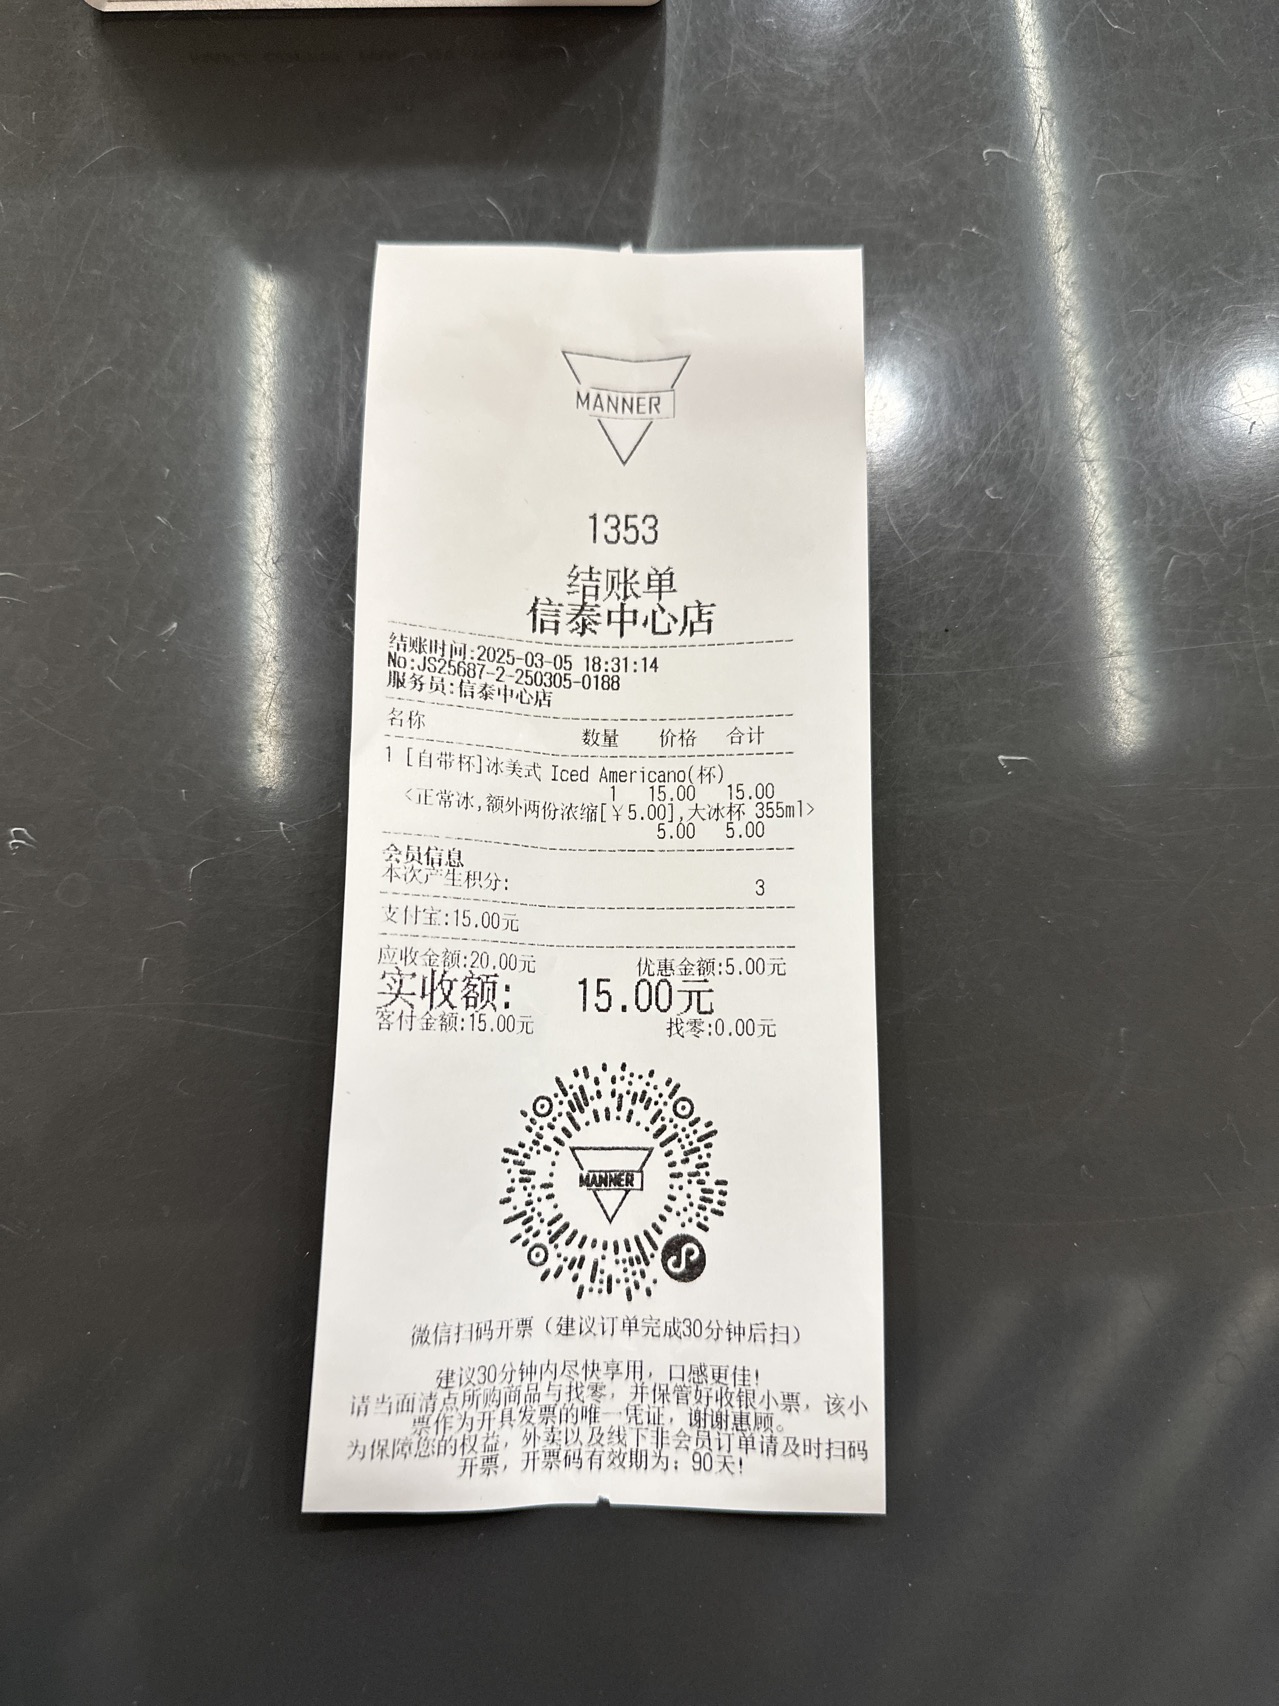 MANNER
1353
结账单
信泰中心店
结账时间:2025-03-05 18:31:14
No:JS25687-2-250305-0188
服务员:信泰中心店
名称 数量 价格 合计
1 [自带杯]冰美式 Iced Americano(杯)
1 15.00 15.00
<正常冰,额外两份浓缩[¥5.00],大冰杯 355ml>
5.00 5.00
会员信息
本次产生积分: 3
支付宝:15.00元
应收金额:20.00元 优惠金额:5.00元
实收额: 15.00元
客付金额:15.00元 找零:0.00元
MANNER
微信扫码开票（建议订单完成30分钟后扫）
建议30分钟内尽快享用，口感更佳!
请当面清点所购商品与找零，并保管好收银小票，该小
票作为开具发票的唯一凭证，谢谢惠顾。
为保障您的权益，外卖以及线下非会员订单请及时扫码
开票，开票码有效期为：90天!